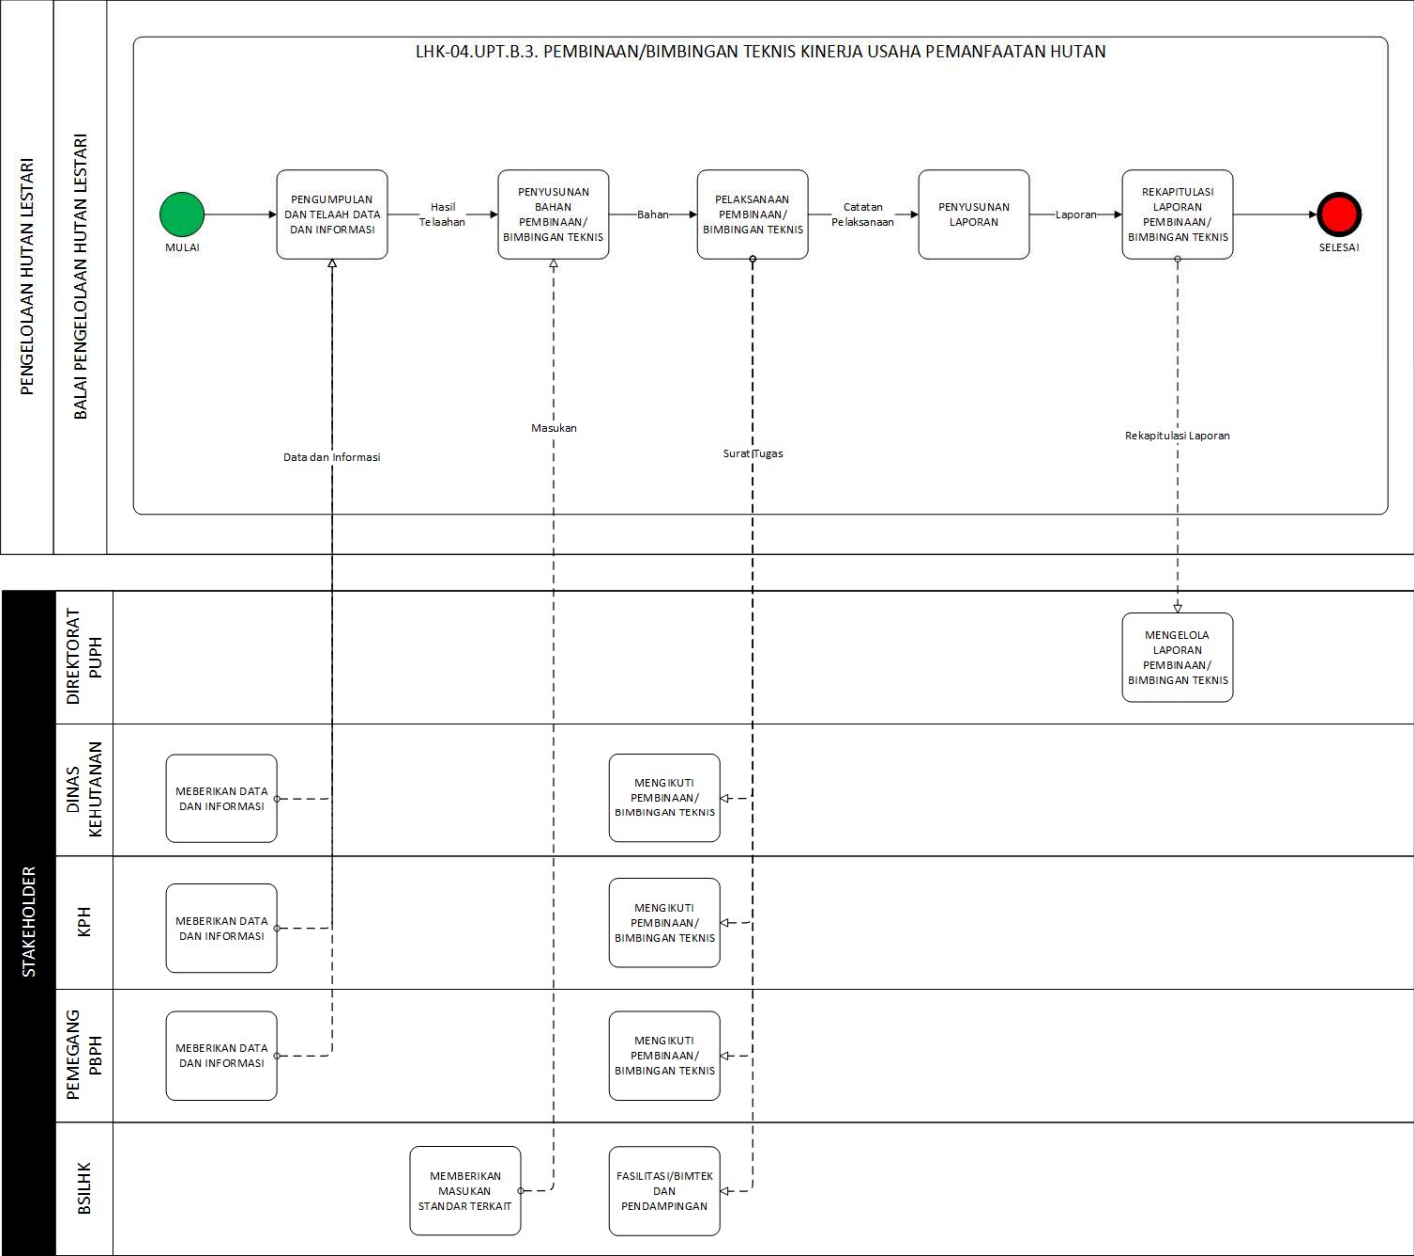 PENGELOLAAN HUTAN LESTARI
BALAI PENGELOLAAN HUTAN LESTARI
LHK-04.UPT.B.3. PEMBINAAN/BIMBINGAN TEKNIS KINERJA USAHA PEMANFAATAN HUTAN
MULAI
PENGUMPULAN
DAN TELAAH DATA
DAN INFORMASI
Hasil
Telaahan
PENYUSUNAN
BAHAN
PEMBINAAN/
BIMBINGAN TEKNIS
Bahan
PELAKSANAAN
PEMBINAAN/
BIMBINGAN TEKNIS
Catatan
Pelaksanaan
PENYUSUNAN
LAPORAN
Laporan
REKAPITULASI
LAPORAN
PEMBINAAN/
BIMBINGAN TEKNIS
SELESAI
Data dan Informasi
Masukan
Surat Tugas
Rekapitulasi Laporan
STAKEHOLDER
DIREKTORAT
PUPH
MENGELOLA
LAPORAN
PEMBINAAN/
BIMBINGAN TEKNIS
DINAS
KEHUTANAN
MEBERIKAN DATA
DAN INFORMASI
MENGIKUTI
PEMBINAAN/
BIMBINGAN TEKNIS
KPH
MEBERIKAN DATA
DAN INFORMASI
MENGIKUTI
PEMBINAAN/
BIMBINGAN TEKNIS
PEMEGANG
PBPH
MEBERIKAN DATA
DAN INFORMASI
MENGIKUTI
PEMBINAAN/
BIMBINGAN TEKNIS
BSILHK
MEMBERIKAN
MASUKAN
STANDAR TERKAIT
FASILITASI/BIMTEK
DAN
PENDAMPINGAN